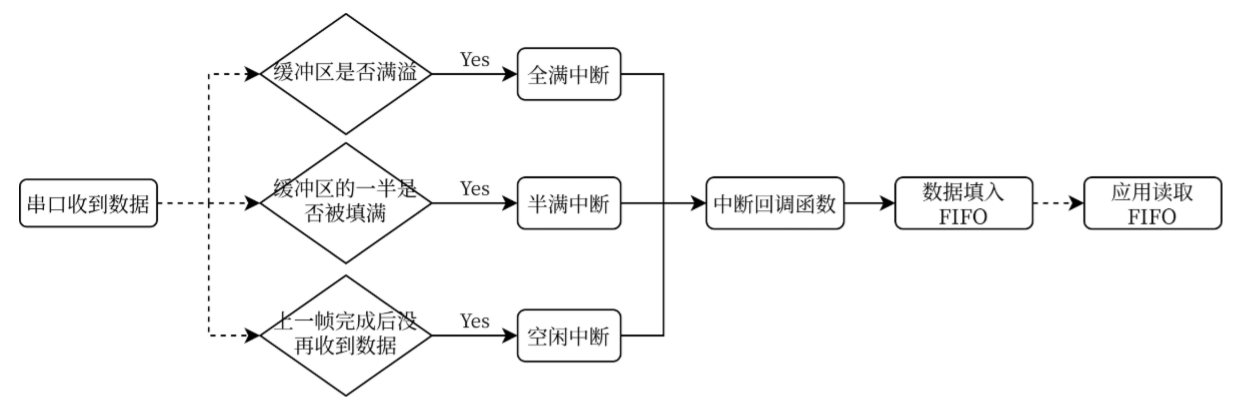 缓冲区是否满溢
Yes
全满中断
串口收到数据
缓冲区的一半是
否被填满
Yes
半满中断
中断回调函数
数据填入
FIFO
应用读取
FIFO
上一帧完成后没
再收到数据
Yes
空闲中断